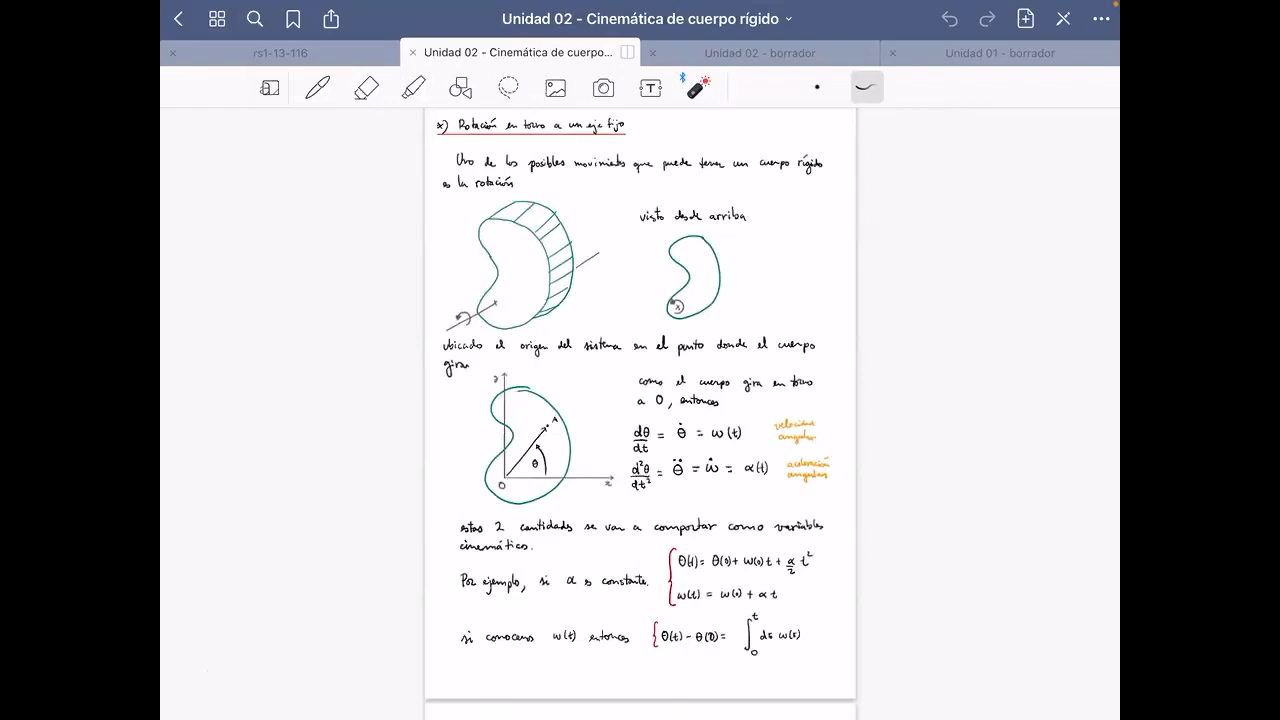 Unidad 02 - Cinemática de cuerpo rígido
rs1-13-116
Unidad 02 - Cinemática de cuerpo...
Unidad 02 - borrador
Unidad 01 - borrador
T
x) Rotación en torno a un eje fijo
Uno de los posibles movimientos que puede tener un cuerpo rígido
es la rotación
visto desde arriba
x
x
ubicado el origen del sistema en el punto donde el cuerpo
gira
y
A
θ
O
x
como el cuerpo gira en torno
a O, entonces
dθ/dt = θ̇ = ω(t) velocidad angular
d²θ/dt² = θ̈ = ω̇ = α(t) aceleración angular
estas 2 cantidades se van a comportar como variables
cinemáticas.
Por ejemplo, si α es constante. { θ(t) = θ(0) + ω(0) t + α/2 t²
ω(t) = ω(0) + α t
si conocemos ω(t) entonces { θ(t) - θ(0) = ∫₀ᵗ ds ω(s)